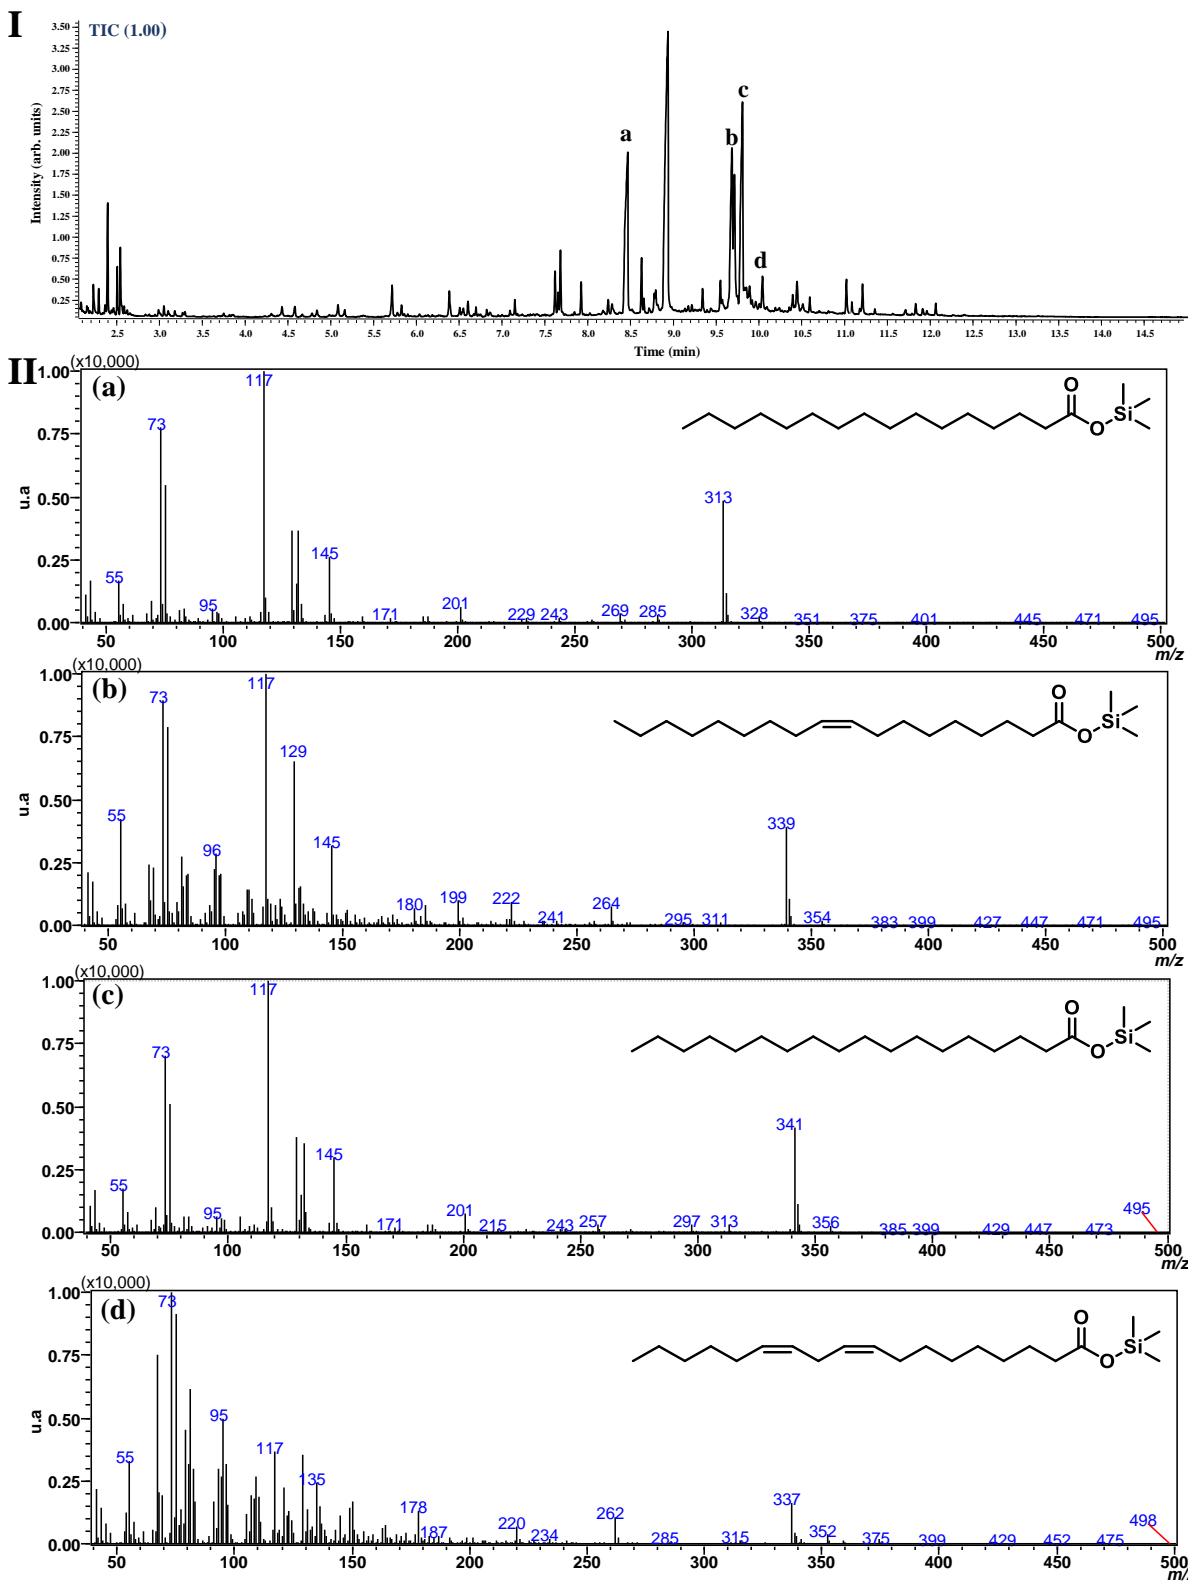 I
TIC (1.00)
Intensity (arb. units)
3.50
3.25
3.00
2.75
2.50
2.25
2.00
1.75
1.50
1.25
1.00
0.75
0.50
0.25
a
b
c
d
2.5 3.0 3.5 4.0 4.5 5.0 5.5 6.0 6.5 7.0 7.5 8.0 8.5 9.0 9.5 10.0 10.5 11.0 11.5 12.0 12.5 13.0 13.5 14.0 14.5
Time (min)
II
(x10,000)
(a)
u.a
1.00
0.75
0.50
0.25
0.00
55 73 95 117 145 171 201 229 243 269 285 313 328 351 375 401 445 471 495
O
O Si
50 100 150 200 250 300 350 400 450 500
m/z
(x10,000)
(b)
u.a
1.00
0.75
0.50
0.25
0.00
55 73 96 117 129 145 180 199 222 241 264 295 311 339 354 383 399 427 447 471 495
O
O Si
50 100 150 200 250 300 350 400 450 500
m/z
(x10,000)
(c)
u.a
1.00
0.75
0.50
0.25
0.00
55 73 95 117 145 171 201 215 243 257 297 313 341 356 385 399 429 447 473 495
O
O Si
50 100 150 200 250 300 350 400 450 500
m/z
(x10,000)
(d)
u.a
1.00
0.75
0.50
0.25
0.00
55 73 95 117 135 178 187 220 234 262 285 315 337 352 375 399 429 452 475 498
O
O Si
50 100 150 200 250 300 350 400 450 500
m/z